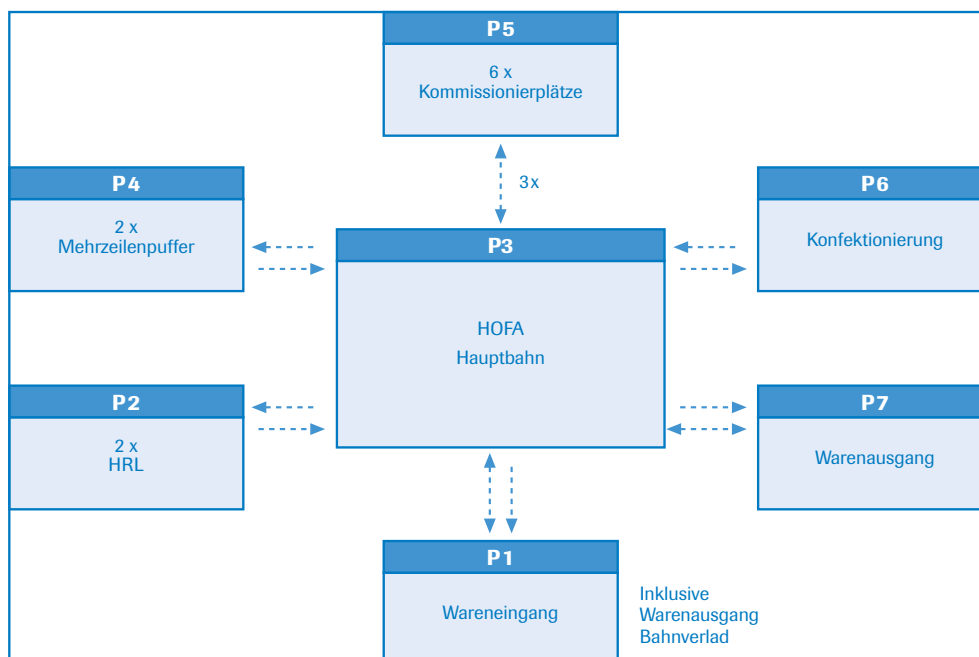 P5
6 x
Kommissionierplätze
3x
P4
2 x
Mehrzeilenpuffer
P3
HOFA
Hauptbahn
P6
Konfektionierung
P2
2 x
HRL
P7
Warenausgang
P1
Wareneingang
Inklusive
Warenausgang
Bahnverlad